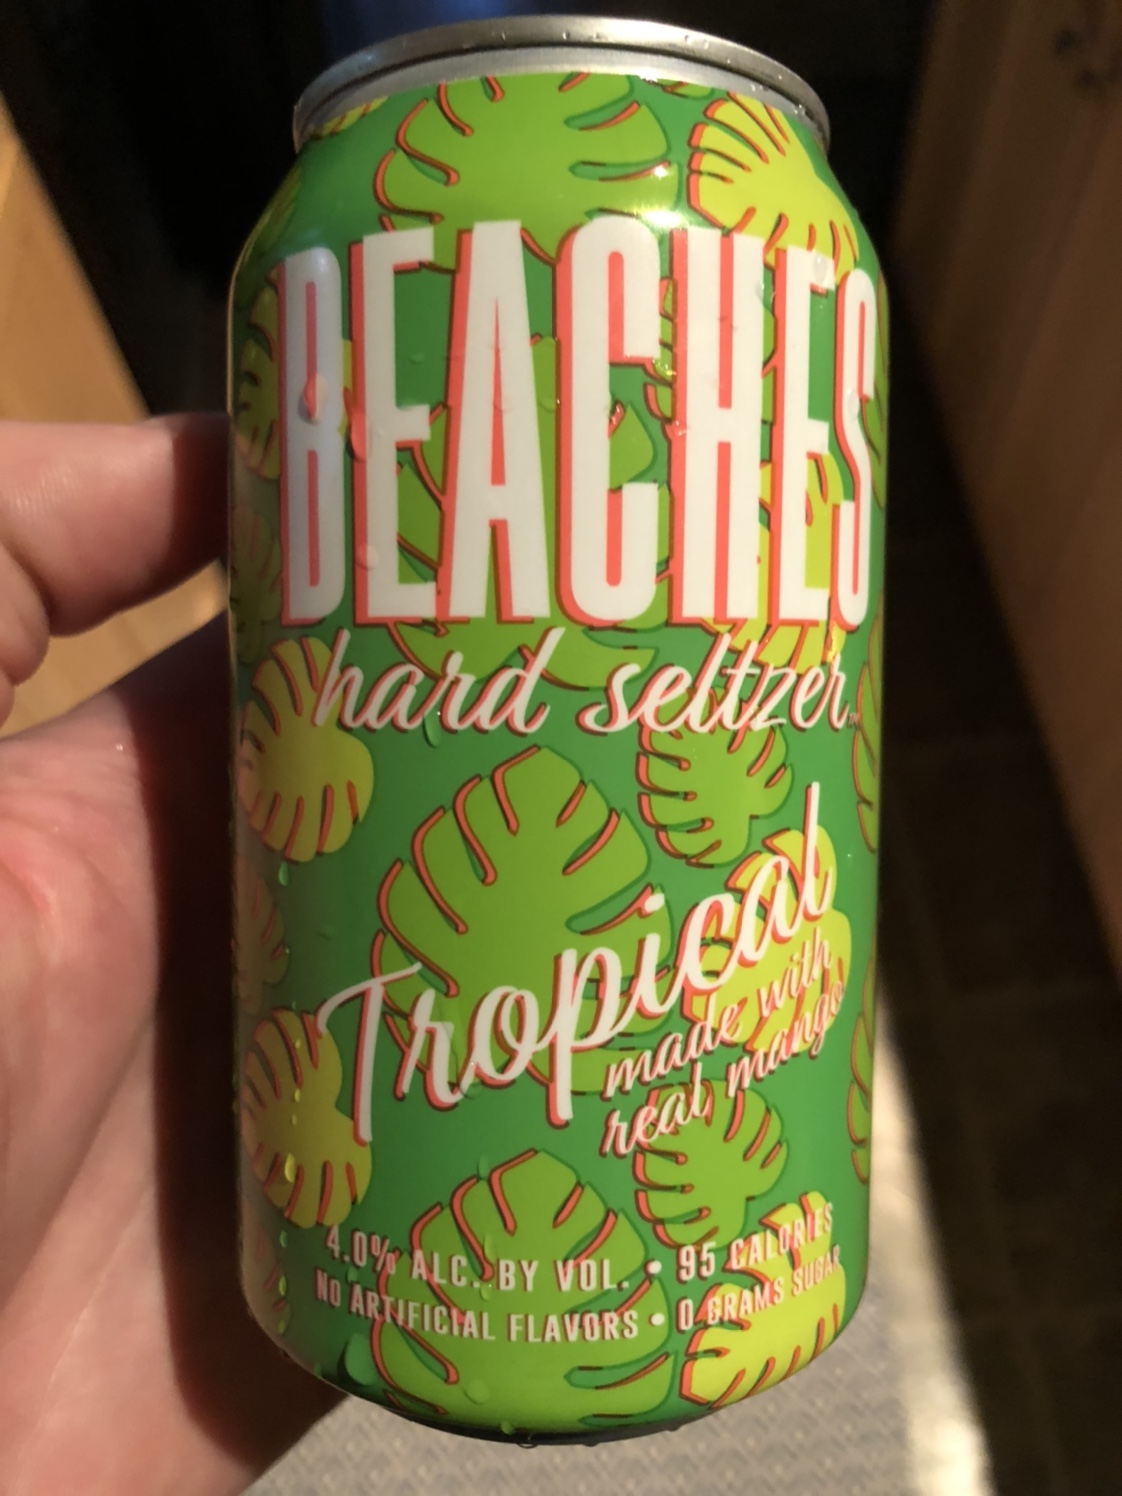 BEACHES
hard seltzer™
Tropical
made with
real mango
4.0% ALC. BY VOL. • 95 CALORIES
NO ARTIFICIAL FLAVORS • 0 GRAMS SUGAR